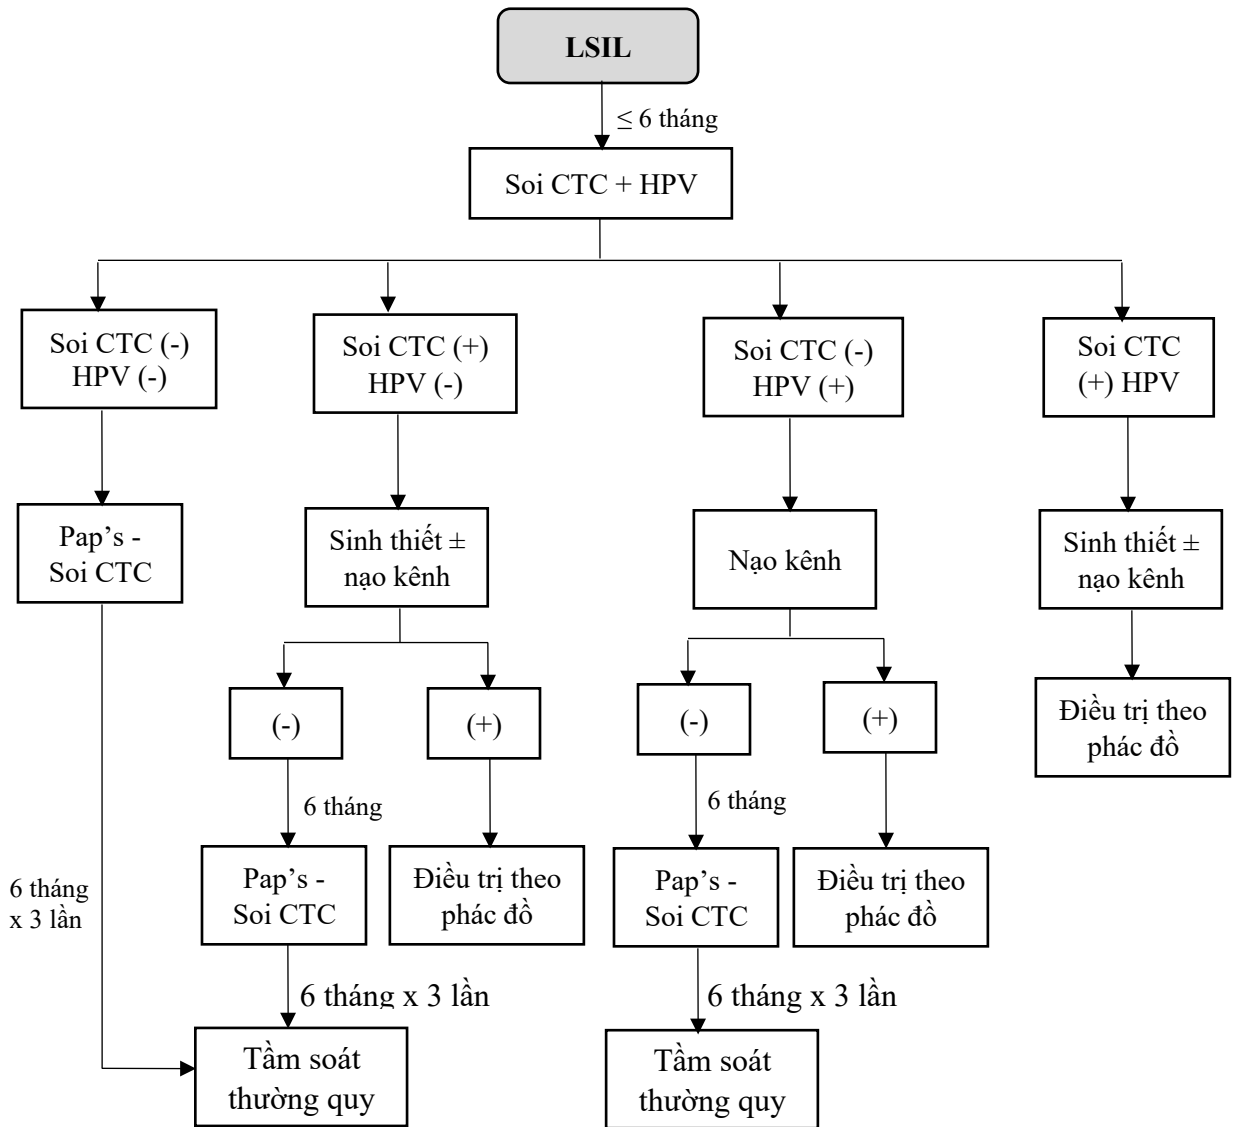 LSIL
≤ 6 tháng
Soi CTC + HPV
Soi CTC (-)
HPV (-)
Soi CTC (+)
HPV (-)
Soi CTC (-)
HPV (+)
Soi CTC
(+) HPV
Pap’s -
Soi CTC
Sinh thiết ±
nạo kênh
Nạo kênh
Sinh thiết ±
nạo kênh
(-)
(+)
(-)
(+)
Điều trị theo
phác đồ
6 tháng
6 tháng
6 tháng
x 3 lần
Pap’s -
Soi CTC
Điều trị theo
phác đồ
Pap’s -
Soi CTC
Điều trị theo
phác đồ
6 tháng x 3 lần
6 tháng x 3 lần
Tầm soát
thường quy
Tầm soát
thường quy